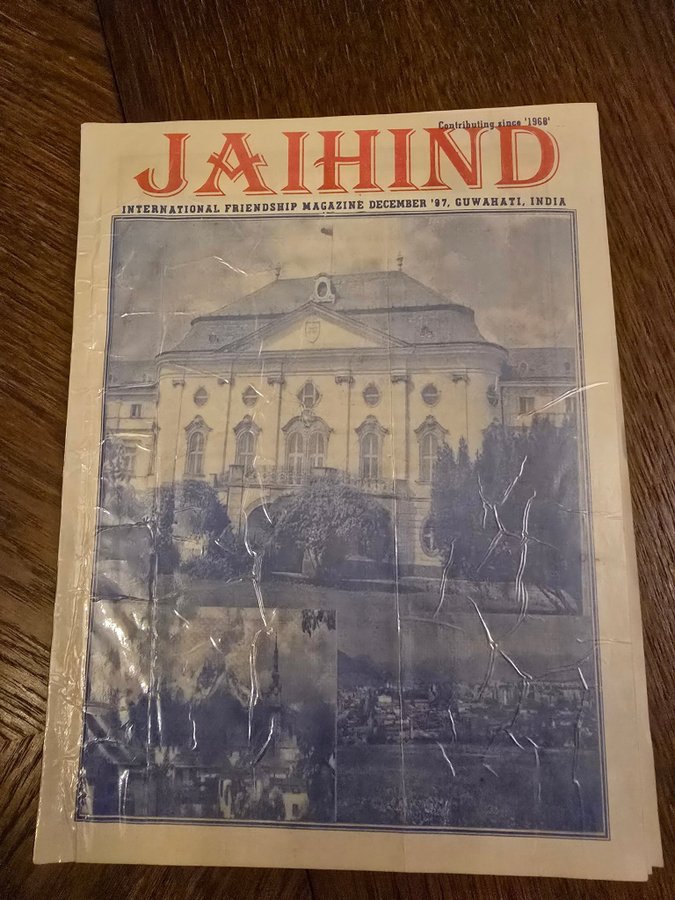 Contributing since '1968'
JAIHIND
INTERNATIONAL FRIENDSHIP MAGAZINE DECEMBER '97, GUWAHATI, INDIA